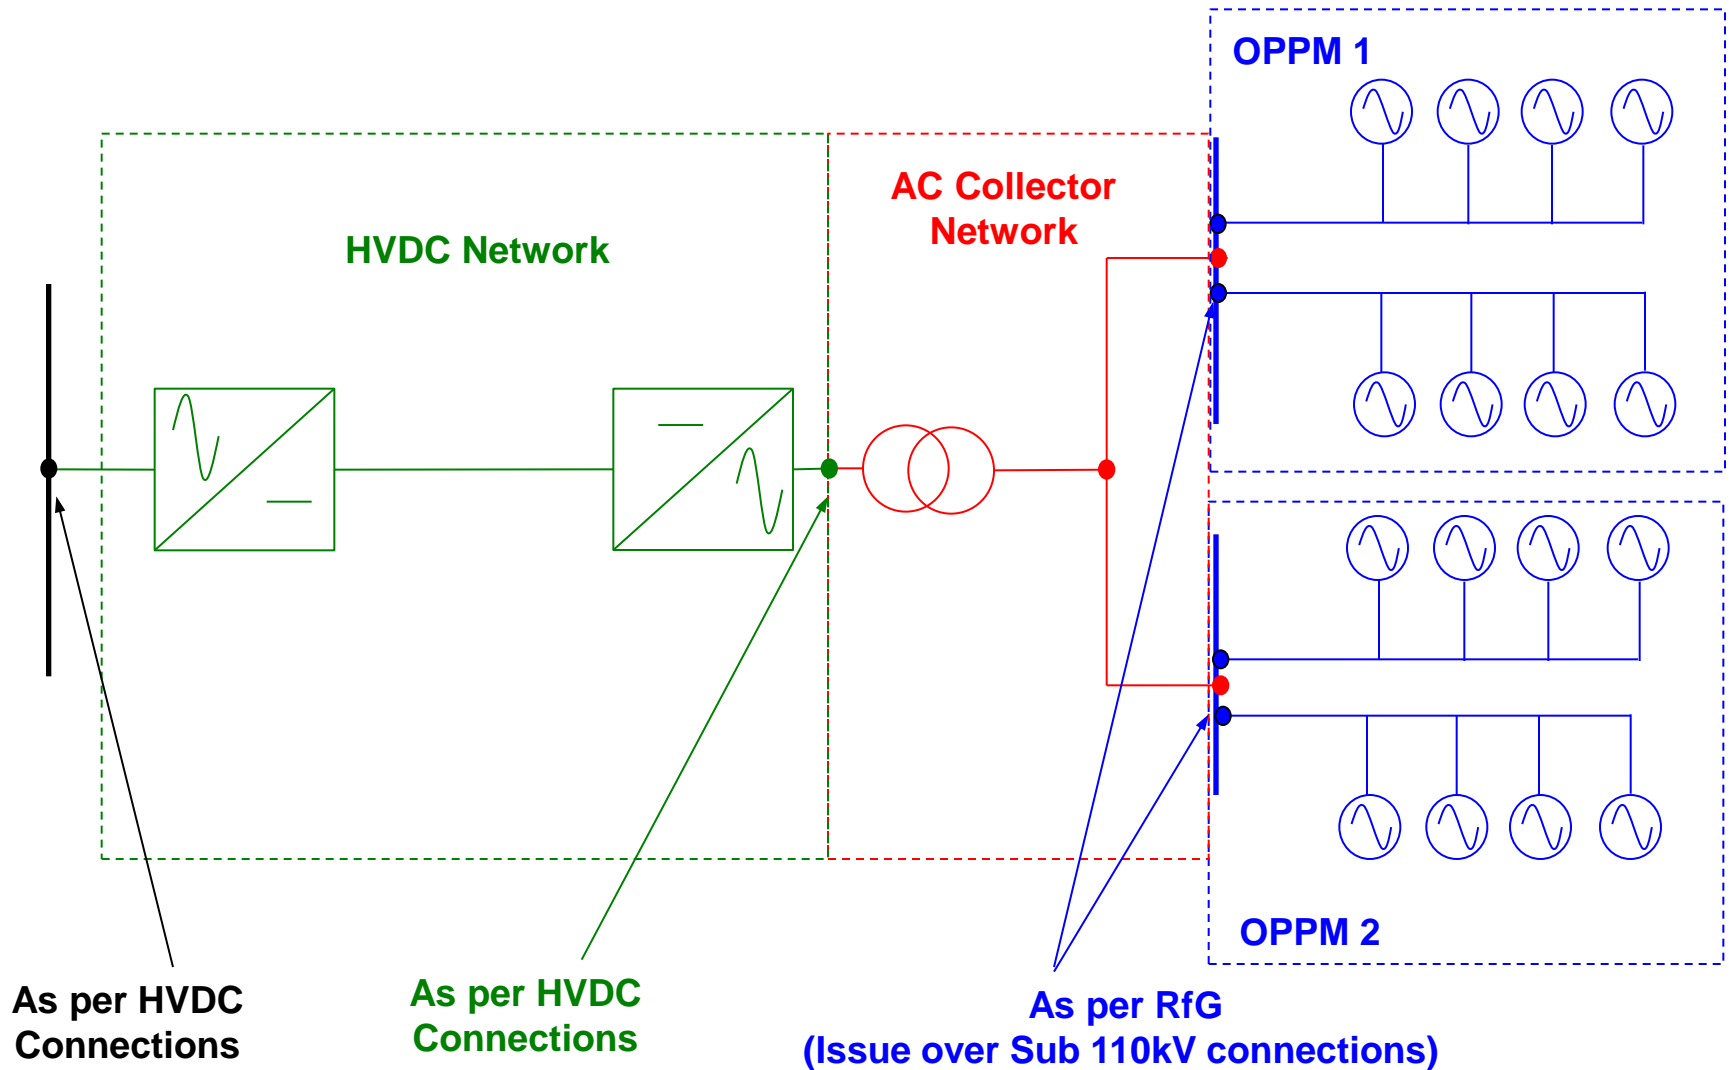 OPPM 1
AC Collector
Network
HVDC Network
OPPM 2
As per HVDC
Connections
As per HVDC
Connections
As per RfG
(Issue over Sub 110kV connections)